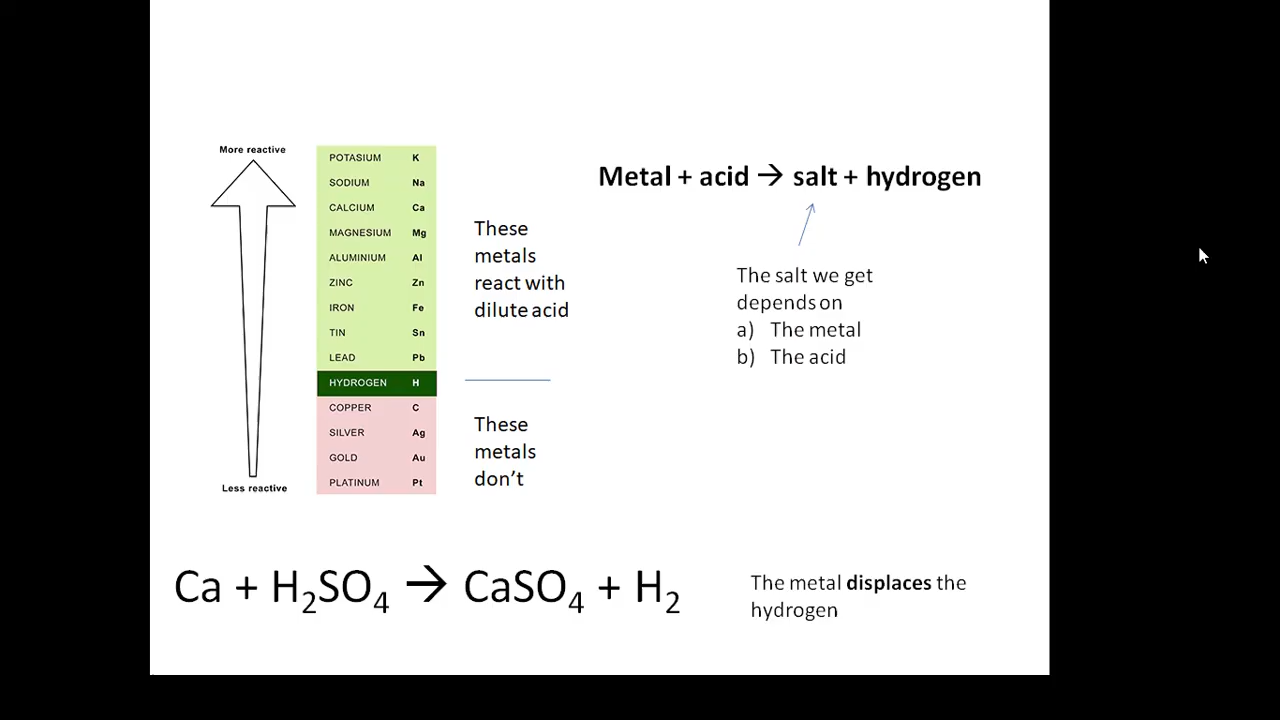 More reactive
POTASIUM K
SODIUM Na
CALCIUM Ca
MAGNESIUM Mg
ALUMINIUM Al
ZINC Zn
IRON Fe
TIN Sn
LEAD Pb
HYDROGEN H
COPPER C
SILVER Ag
GOLD Au
PLATINUM Pt
Less reactive
These
metals
react with
dilute acid
These
metals
don't
Metal + acid → salt + hydrogen
The salt we get
depends on
a) The metal
b) The acid
Ca + H₂SO₄ → CaSO₄ + H₂
The metal displaces the
hydrogen